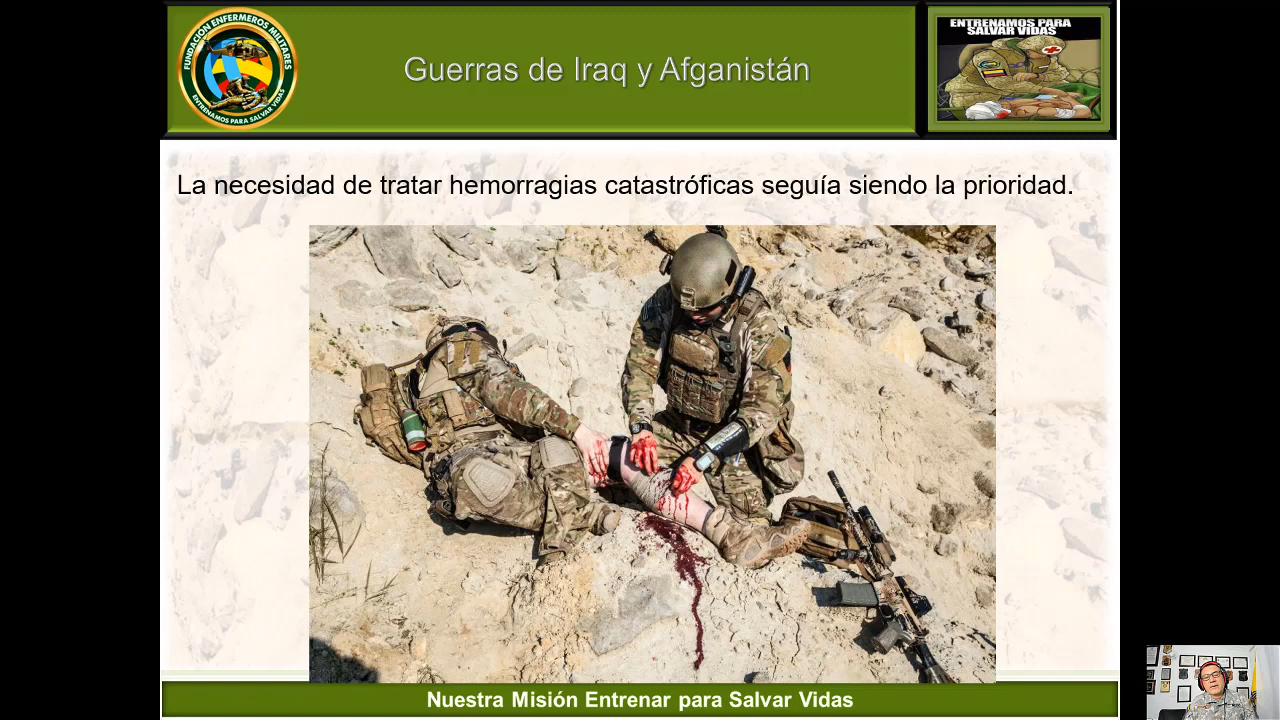 FUNDACIÓN ENFERMEROS MILITARES
ENTRENAMOS PARA SALVAR VIDAS
Guerras de Iraq y Afganistán
ENTRENAMOS PARA
SALVAR VIDAS
La necesidad de tratar hemorragias catastróficas seguía siendo la prioridad.
Nuestra Misión Entrenar para Salvar Vidas